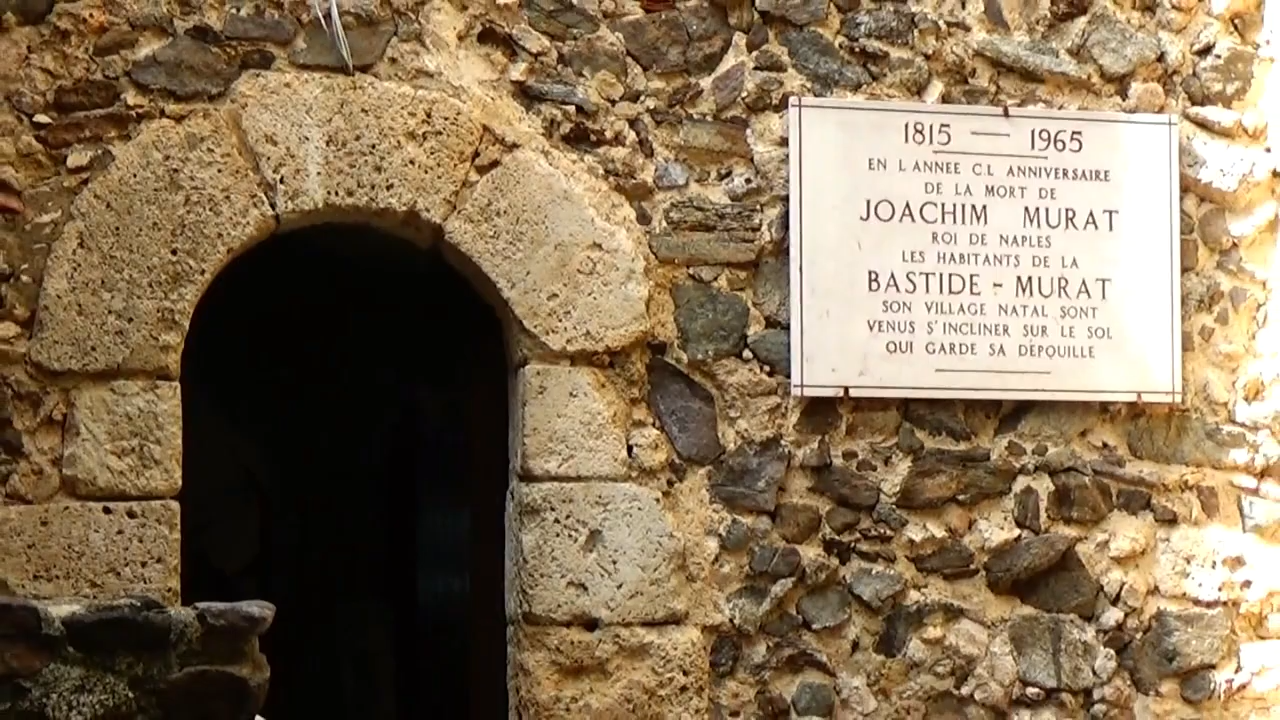 1815 — 1965
EN L ANNEE C.L ANNIVERSAIRE
DE LA MORT DE
JOACHIM MURAT
ROI DE NAPLES
LES HABITANTS DE LA
BASTIDE - MURAT
SON VILLAGE NATAL SONT
VENUS S'INCLINER SUR LE SOL
QUI GARDE SA DÉPOUILLE